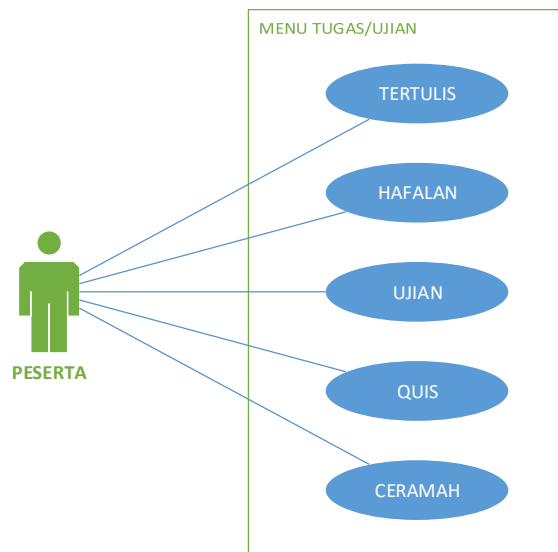 MENU TUGAS/UJIAN
TERTULIS
HAFALAN
UJIAN
PESERTA
QUIS
CERAMAH